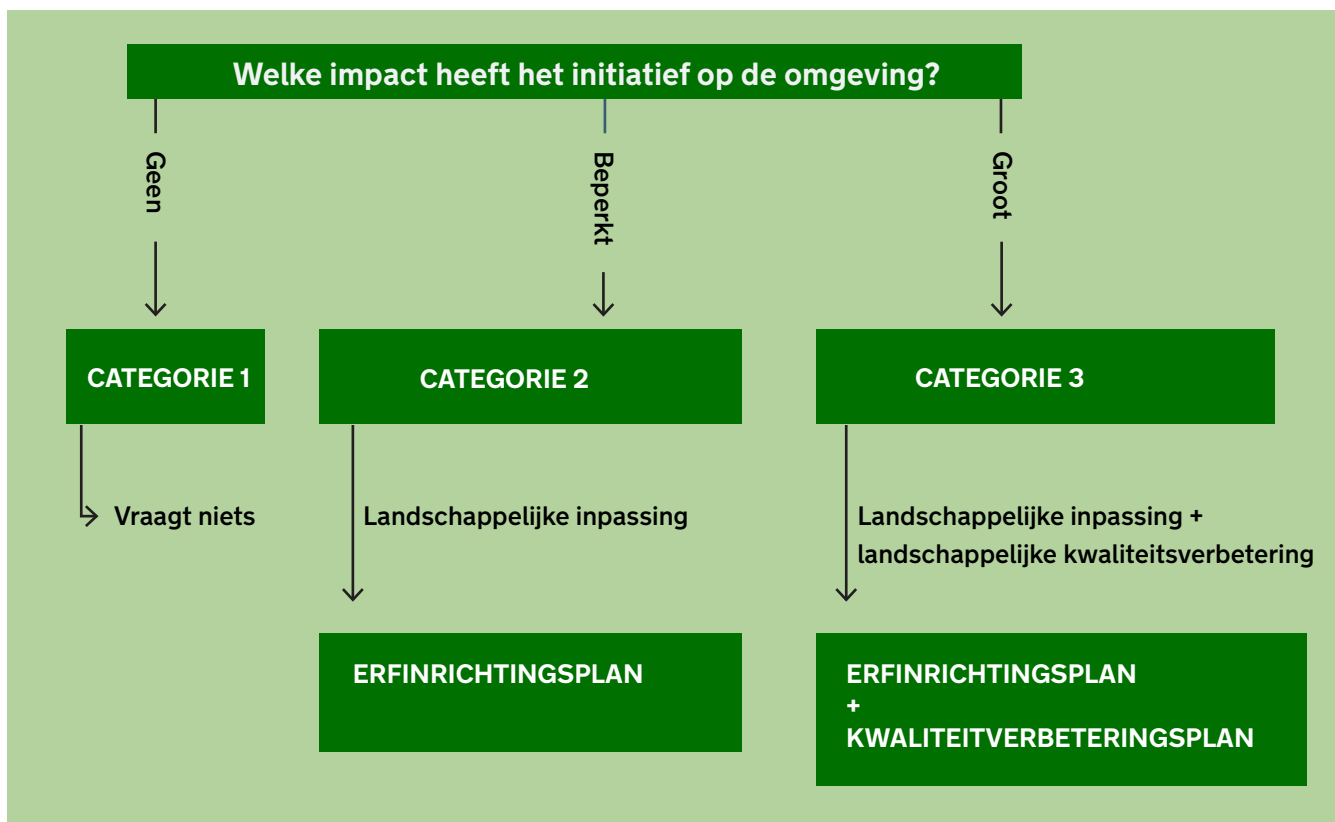 Welke impact heeft het initiatief op de omgeving?
Geen
Beperkt
Groot
CATEGORIE 1
CATEGORIE 2
CATEGORIE 3
Vraagt niets
Landschappelijke inpassing
Landschappelijke inpassing +
landschappelijke kwaliteitsverbetering
ERFINRICHTINGSPLAN
ERFINRICHTINGSPLAN
+
KWALITEITVERBETERINGSPLAN